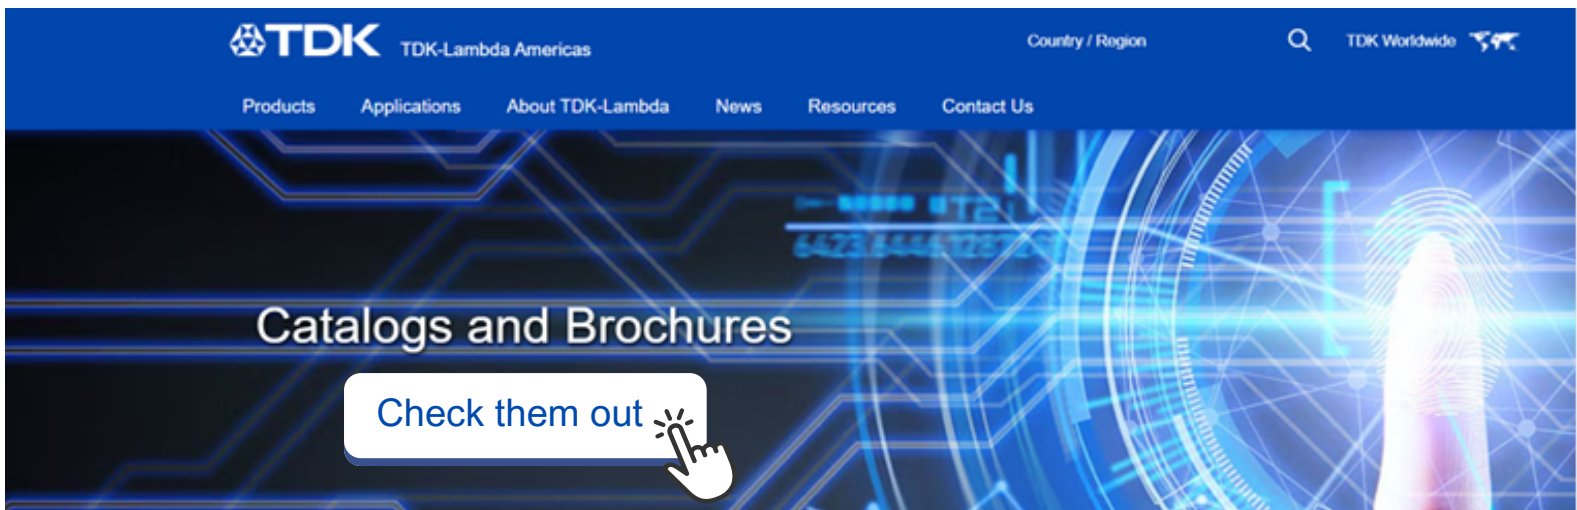 TDK TDK-Lambda Americas Country / Region TDK Worldwide
Products Applications About TDK-Lambda News Resources Contact Us
Catalogs and Brochures
Check them out